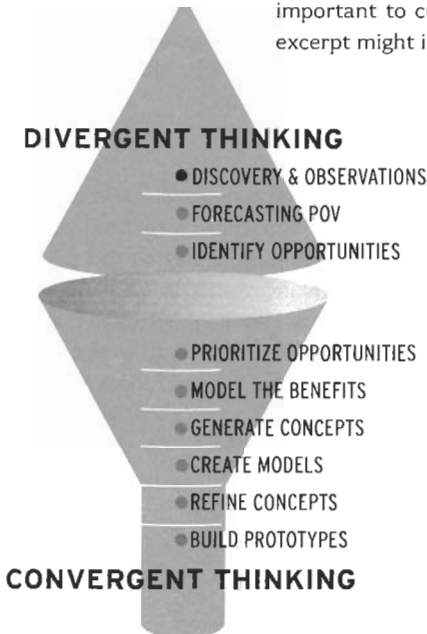 important to c
excerpt might i
DIVERGENT THINKING
DISCOVERY & OBSERVATIONS
FORECASTING POV
IDENTIFY OPPORTUNITIES
PRIORITIZE OPPORTUNITIES
MODEL THE BENEFITS
GENERATE CONCEPTS
CREATE MODELS
REFINE CONCEPTS
BUILD PROTOTYPES
CONVERGENT THINKING